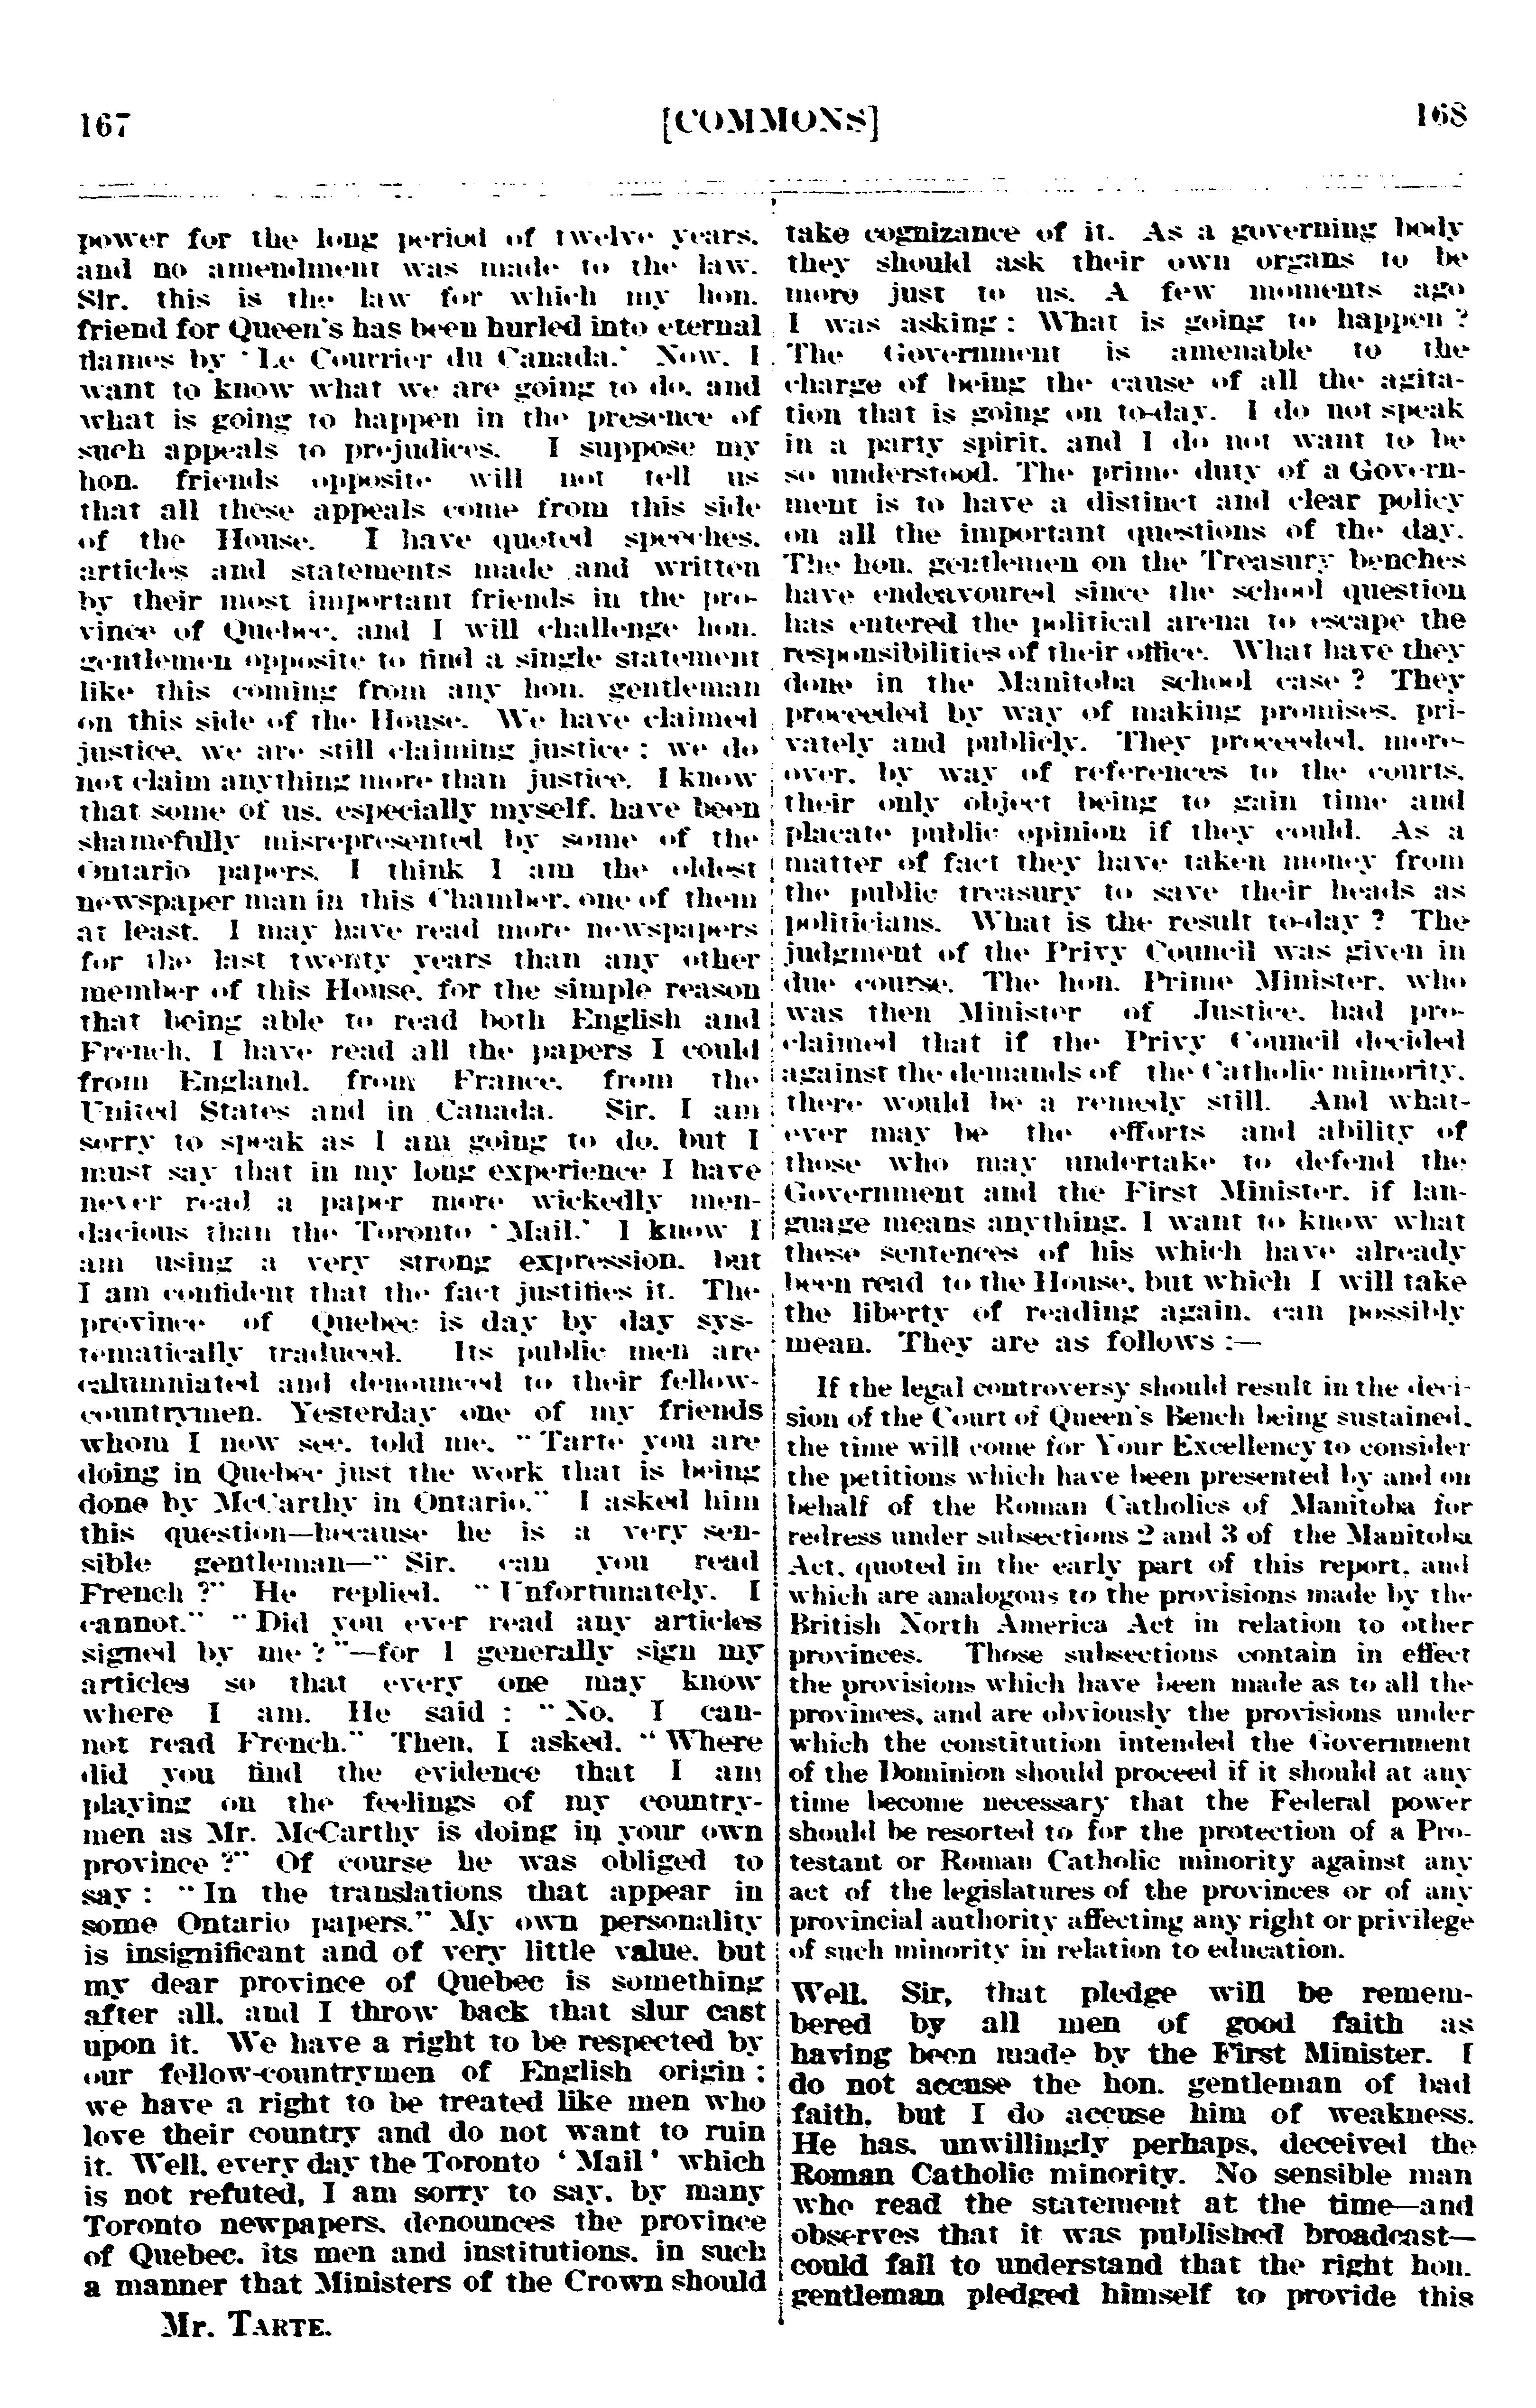 167
[COMMONS]
168
power for the long period of twelve years,
and no amendment was made to the law.
Sir, this is the law for which my hon.
friend for Queen's has been hurled into eternal
flames by 'Le Courrier du Canada.' Now, I
want to know what we are going to do, and
what is going to happen in the presence of
such appeals to prejudices. I suppose my
hon. friends opposite will not tell us
that all these appeals come from this side
of the House. I have quoted speeches,
articles and statements made and written
by their most important friends in the pro-
vince of Quebec, and I will challenge hon.
gentlemen opposite to find a single statement
like this coming from any hon. gentleman
on this side of the House. We have claimed
justice, we are still claiming justice ; we do
not claim anything more than justice. I know
that some of us, especially myself, have been
shamefully misrepresented by some of the
Ontario papers. I think I am the oldest
newspaper man in this Chamber, one of them
at least. I may have read more newspapers
for the last twenty years than any other
member of this House, for the simple reason
that being able to read both English and
French, I have read all the papers I could
from England, from France, from the
United States and in Canada. Sir, I am
sorry to speak as I am going to do, but I
must say that in my long experience I have
never read a paper more wickedly men-
dacious than the Toronto 'Mail.' I know I
am using a very strong expression, but
I am confident that the fact justifies it. The
province of Quebec is day by day sys-
tematically traduced. Its public men are
calumniated and denounced to their fellow-
countrymen. Yesterday one of my friends
whom I now see, told me, "Tarte you are
doing in Quebec just the work that is being
done by McCarthy in Ontario." I asked him
this question—because he is a very sen-
sible gentleman—" Sir, can you read
French ?" He replied, "Unfortunately, I
cannot." "Did you ever read any articles
signed by me ?"—for I generally sign my
articles so that every one may know
where I am. He said : "No, I can-
not read French." Then, I asked, "Where
did you find the evidence that I am
playing on the feelings of my country-
men as Mr. McCarthy is doing in your own
province ?" Of course he was obliged to
say : "In the translations that appear in
some Ontario papers." My own personality
is insignificant and of very little value, but
my dear province of Quebec is something
after all, and I throw back that slur cast
upon it. We have a right to be respected by
our fellow-countrymen of English origin ;
we have a right to be treated like men who
love their country and do not want to ruin
it. Well, every day the Toronto 'Mail' which
is not refuted, I am sorry to say, by many
Toronto newpapers, denounces the province
of Quebec, its men and institutions, in such
a manner that Ministers of the Crown should
Mr. TARTE.
take cognizance of it. As a governing body
they should ask their own organs to be
more just to us. A few moments ago
I was asking : What is going to happen ?
The Government is amenable to the
charge of being the cause of all the agita-
tion that is going on to-day. I do not speak
in a party spirit, and I do not want to be
so understood. The prime duty of a Govern-
ment is to have a distinct and clear policy
on all the important questions of the day.
The hon. gentlemen on the Treasury benches
have endeavoured since the school question
has entered the political arena to escape the
responsibilities of their office. What have they
done in the Manitoba school case ? They
proceeded by way of making promises, pri-
vately and publicly. They proceeded, more-
over, by way of references to the courts,
their only object being to gain time and
placate public opinion if they could. As a
matter of fact they have taken money from
the public treasury to save their heads as
politicians. What is the result to-day ? The
judgment of the Privy Council was given in
due course. The hon. Prime Minister, who
was then Minister of Justice, had pro-
claimed that if the Privy Council decided
against the demands of the Catholic minority,
there would be a remedy still. And what-
ever may be the efforts and ability of
those who may undertake to defend the
Government and the First Minister, if lan-
guage means anything, I want to know what
these sentences of his which have already
been read to the House, but which I will take
the liberty of reading again, can possibly
mean. They are as follows :—
If the legal controversy should result in the deci-
sion of the Court of Queen's Bench being sustained,
the time will come for Your Excellency to consider
the petitions which have been presented by and on
behalf of the Roman Catholics of Manitoba for
redress under subsections 2 and 3 of the Manitoba
Act, quoted in the early part of this report, and
which are analogous to the provisions made by the
British North America Act in relation to other
provinces. Those subsections contain in effect
the provisions which have been made as to all the
provinces, and are obviously the provisions under
which the constitution intended the Government
of the Dominion should proceed if it should at any
time become necessary that the Federal power
should be resorted to for the protection of a Pro-
testant or Roman Catholic minority against any
act of the legislatures of the provinces or of any
provincial authority affecting any right or privilege
of such minority in relation to education.
Well, Sir, that pledge will be remem-
bered by all men of good faith as
having been made by the First Minister. I
do not accuse the hon. gentleman of bad
faith, but I do accuse him of weakness.
He has, unwillingly perhaps, deceived the
Roman Catholic minority. No sensible man
who read the statement at the time—and
observes that it was published broadcast—
could fail to understand that the right hon.
gentleman pledged himself to provide this